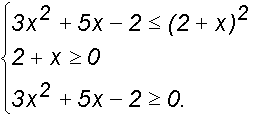 3x² + 5x − 2 ≤ (2 + x)²
2 + x ≥ 0
3x² + 5x − 2 ≥ 0.